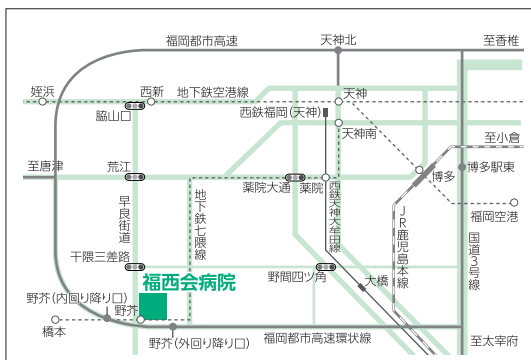 福岡都市高速
天神北
至香椎
姪浜
西新
地下鉄空港線
天神
脇山口
西鉄福岡(天神)
天神南
至小倉
至唐津
荒江
薬院大通
薬院
博多
博多駅東
福岡空港
早良街道
地下鉄七隈線
西鉄天神大牟田線
JR鹿児島本線
国道3号線
干隈三差路
福西会病院
野間四ツ角
大橋
野芥(内回り降り口)
野芥
橋本
野芥(外回り降り口)
福岡都市高速環状線
至太宰府